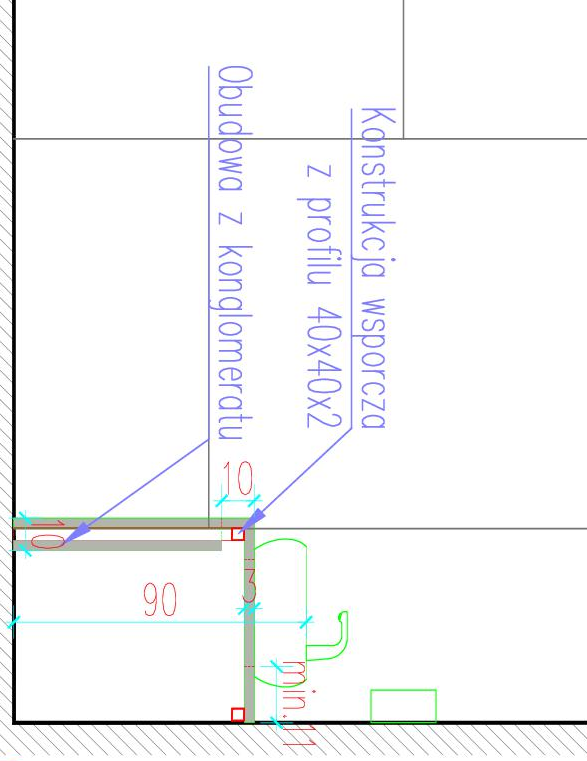 Konstrukcja wsporcza
z profilu 40x40x2
Obudowa z konglomeratu
10
10
3
90
min.11